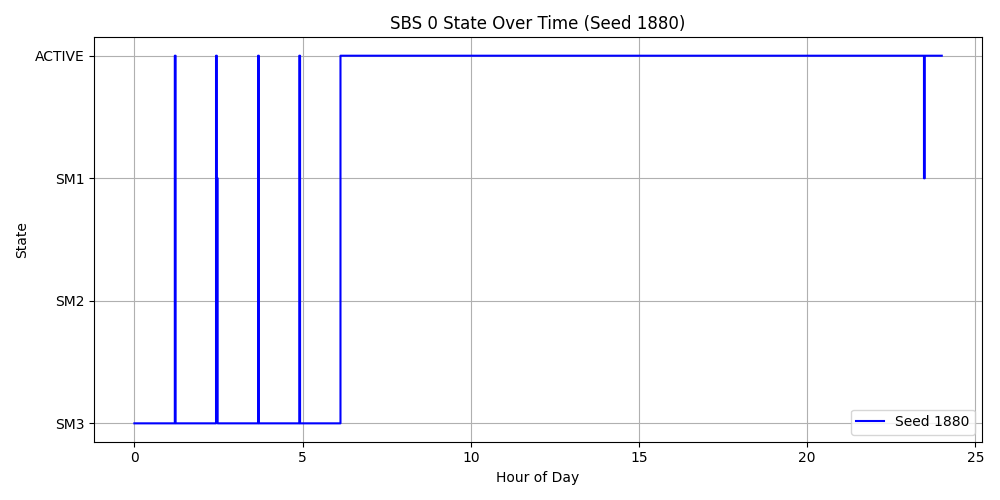 SBS 0 State Over Time (Seed 1880)
ACTIVE
SM1
SM2
SM3
State
0
5
10
15
20
25
Hour of Day
Seed 1880